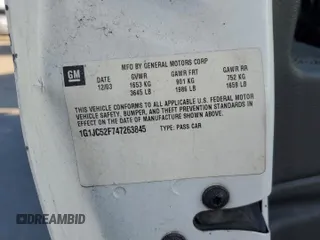 GM
MFG BY GENERAL MOTORS CORP
DATE GVWR GAWR FRT GAWR RR
12/03 1653 KG 901 KG 752 KG
3645 LB 1986 LB 1659 LB
THIS VEHICLE CONFORMS TO ALL APPLICABLE U.S. FEDERAL MOTOR
VEHICLE SAFETY, BUMPER, AND THEFT PREVENTION STANDARDS IN
EFFECT ON THE DATE OF MANUFACTURE SHOWN ABOVE.
1G1JC52F747263845 TYPE: PASS CAR